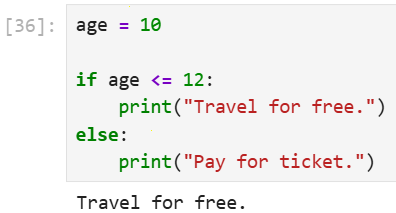 [36]: age = 10
if age <= 12:
    print("Travel for free.")
else:
    print("Pay for ticket.")
Travel for free.